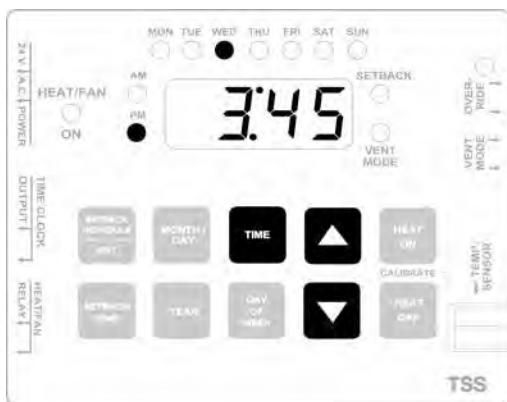 MON TUE WED THU FRI SAT SUN
24 V A.C. POWER
HEAT/FAN
ON
AM
PM
3:45
SETBACK
VENT
MODE
OVER-
RIDE
VENT
MODE
TIME CLOCK
OUTPUT
MONTH /
DAY
TIME
HEAT
ON
CALIBRATE
TEMP.
SENSOR
HEAT/FAN
RELAY
YEAR
DAY
OF
WEEK
HEAT
OFF
TSS